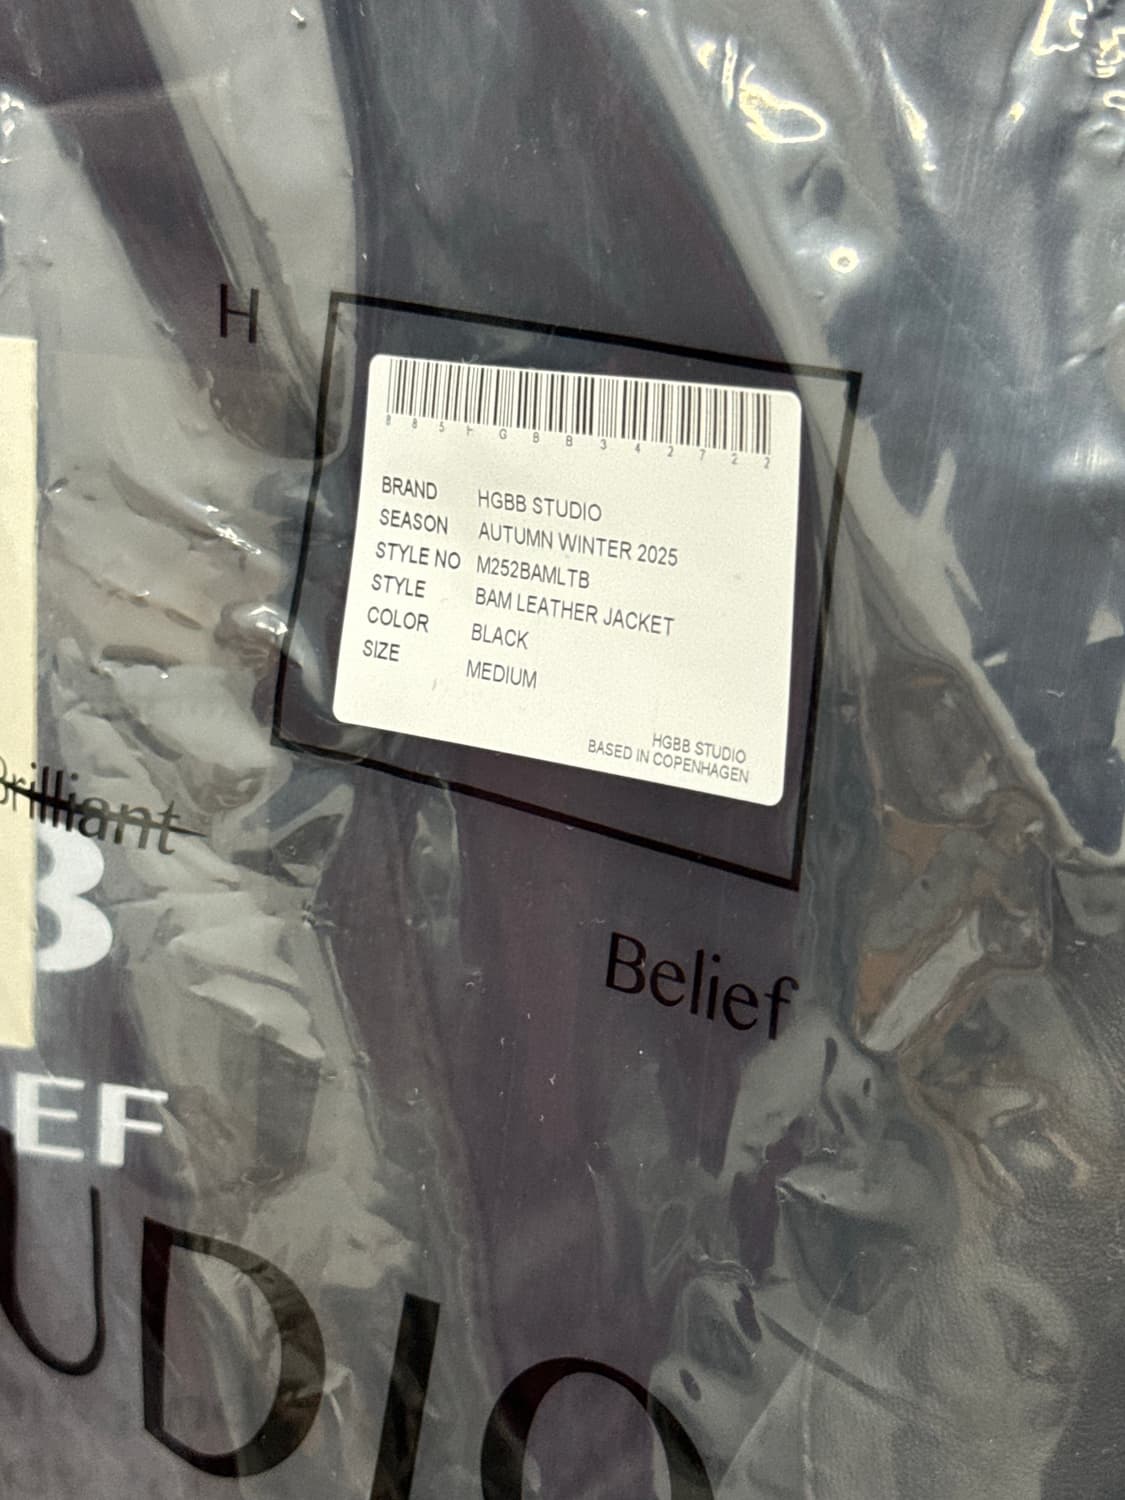 H
885HGBB342722
BRAND HGBB STUDIO
SEASON AUTUMN WINTER 2025
STYLE NO M252BAMLTB
STYLE BAM LEATHER JACKET
COLOR BLACK
SIZE MEDIUM
HGBB STUDIO
BASED IN COPENHAGEN
Brilliant
B
Belief
EF
UDIO